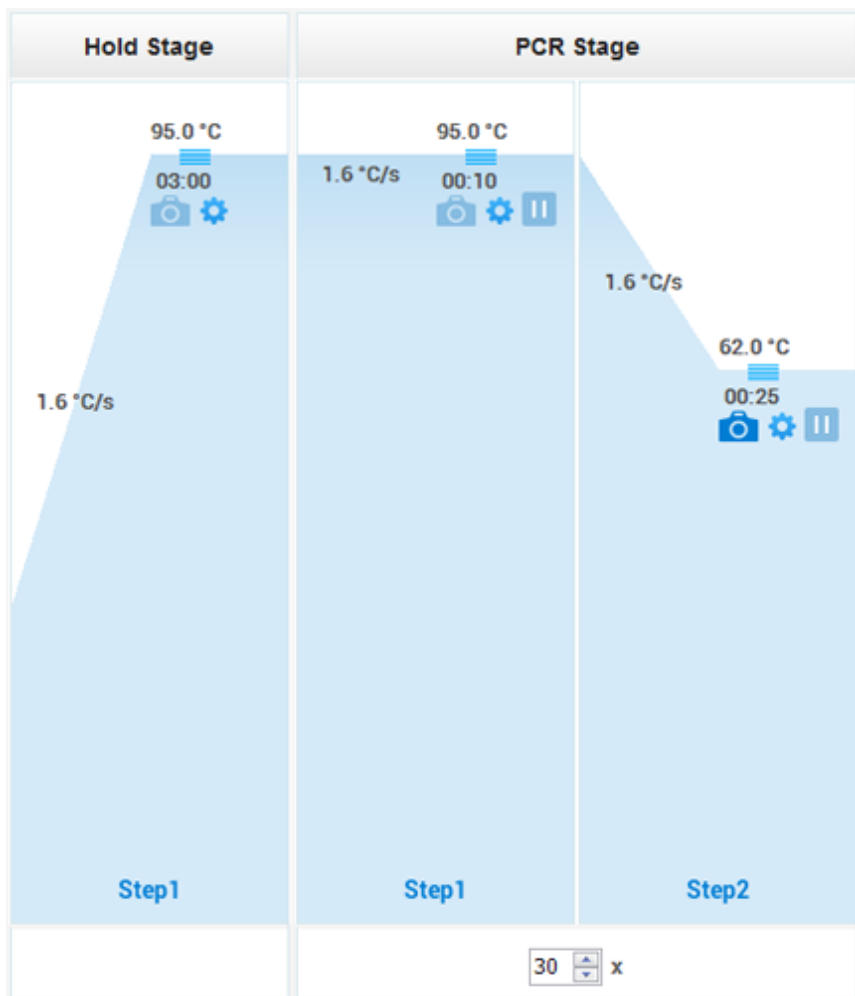 Hold Stage
PCR Stage
95.0 °C
03:00
1.6 °C/s
Step1
95.0 °C
1.6 °C/s
00:10
Step1
1.6 °C/s
62.0 °C
00:25
Step2
30 x